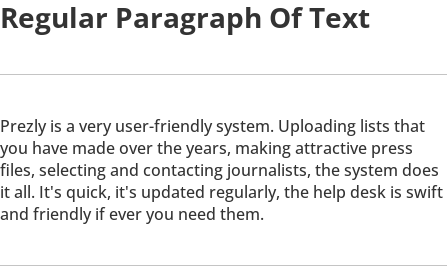 Regular Paragraph Of Text
Prezly is a very user-friendly system. Uploading lists that
you have made over the years, making attractive press
files, selecting and contacting journalists, the system does
it all. It's quick, it's updated regularly, the help desk is swift
and friendly if ever you need them.